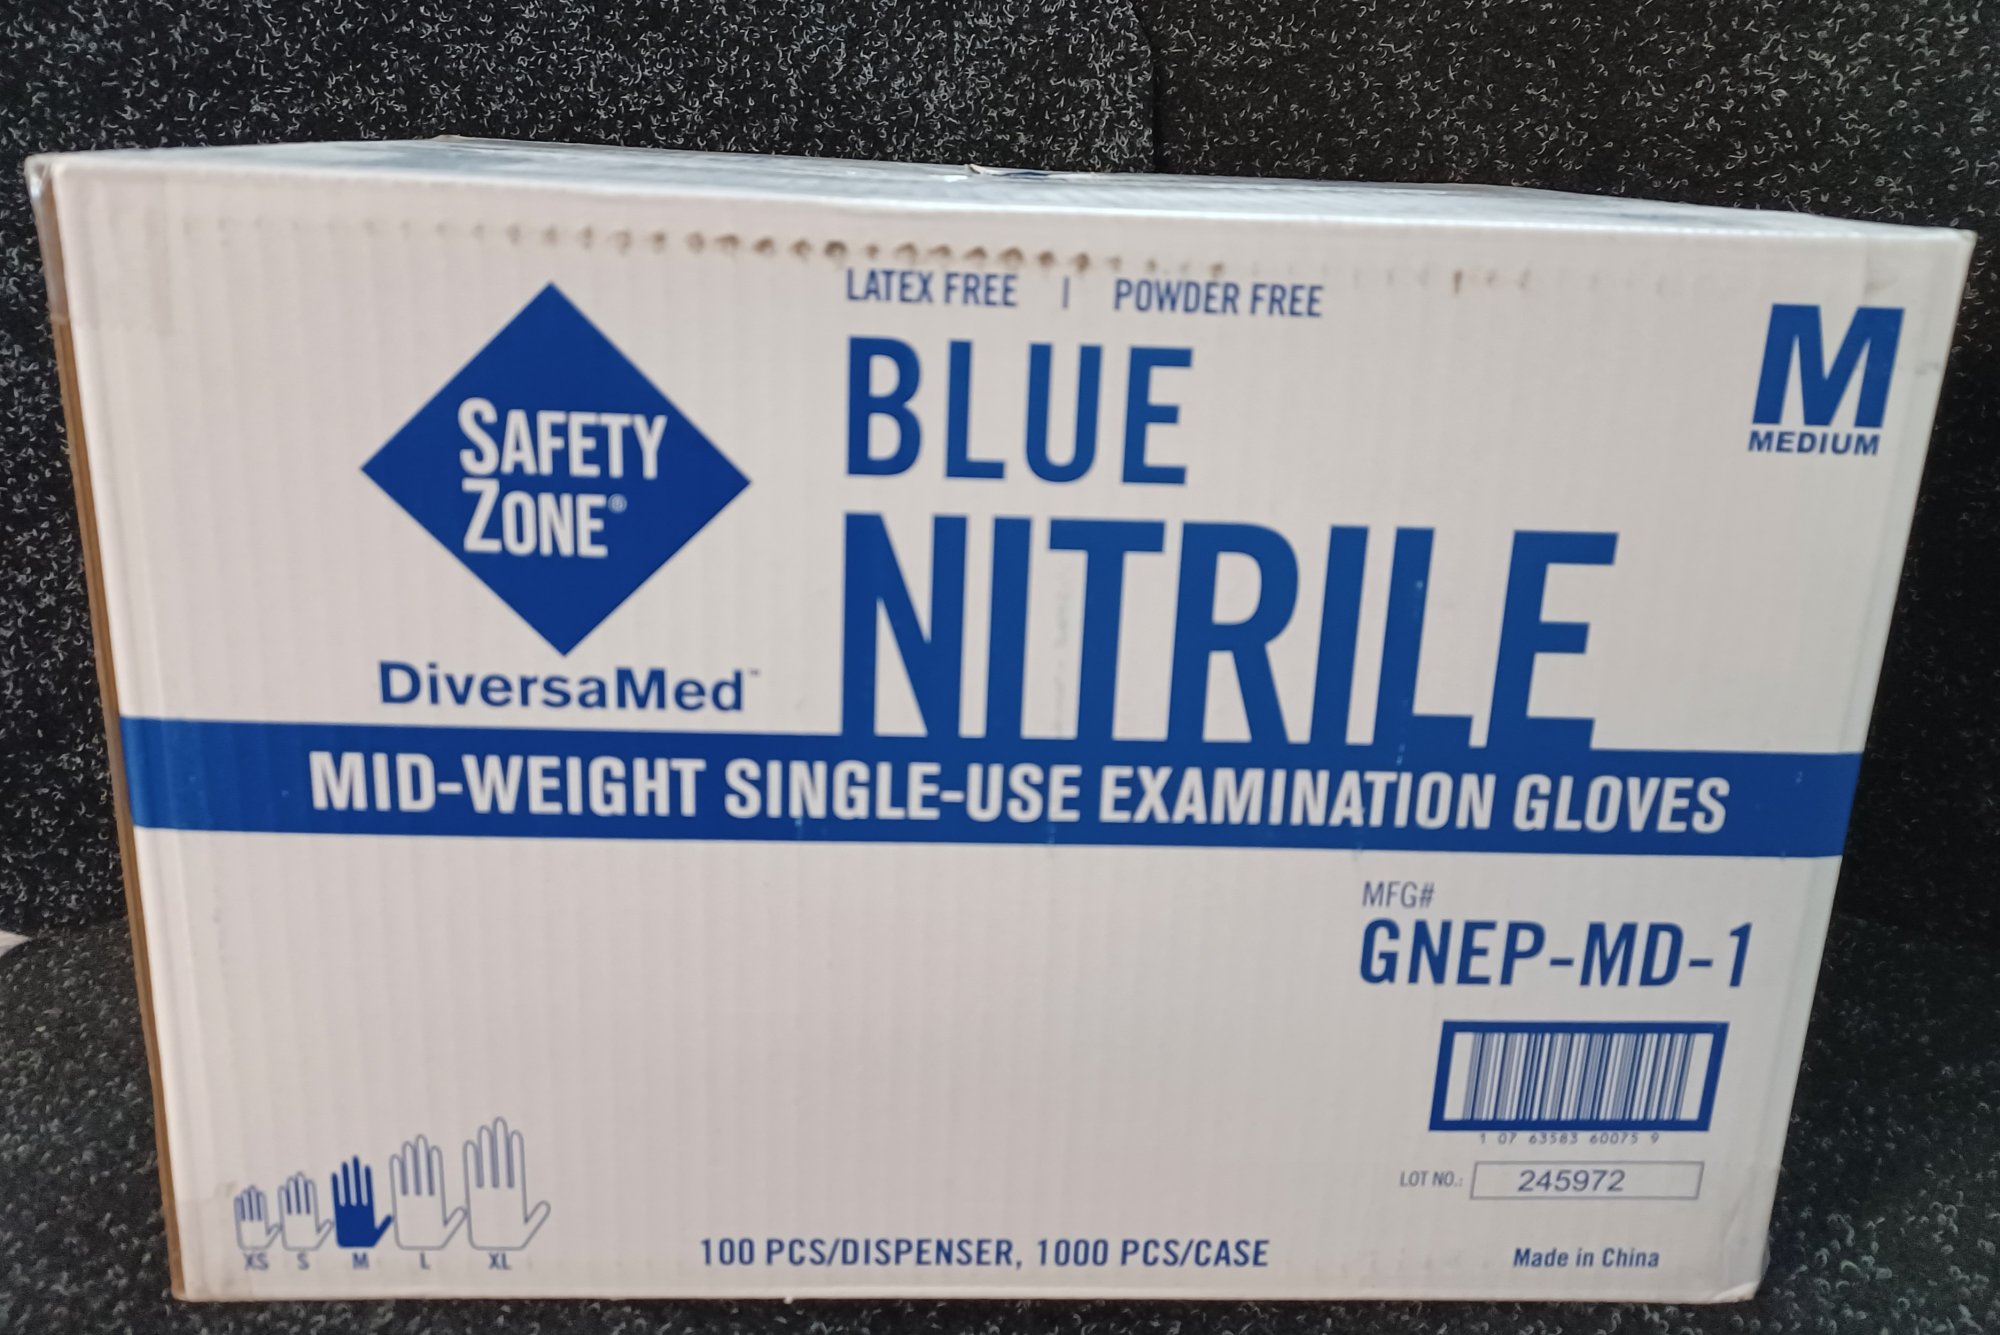 LATEX FREE | POWDER FREE
BLUE
NITRILE
M
MEDIUM
SAFETY
ZONE®
DiversaMed™
MID-WEIGHT SINGLE-USE EXAMINATION GLOVES
MFG#
GNEP-MD-1
1 07 63583 60075 9
LOT NO.: 245972
XS S M L XL
100 PCS/DISPENSER, 1000 PCS/CASE
Made in China